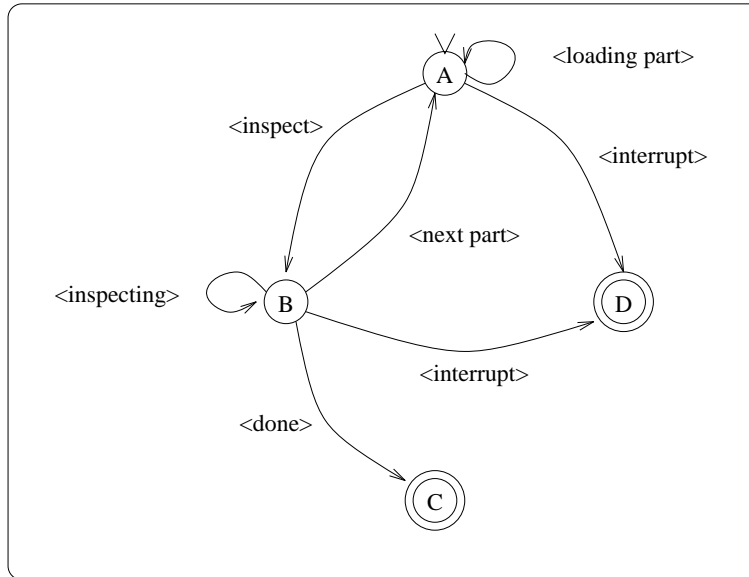 A
<loading part>
<inspect>
<interrupt>
<next part>
<inspecting>
B
D
<interrupt>
<done>
C